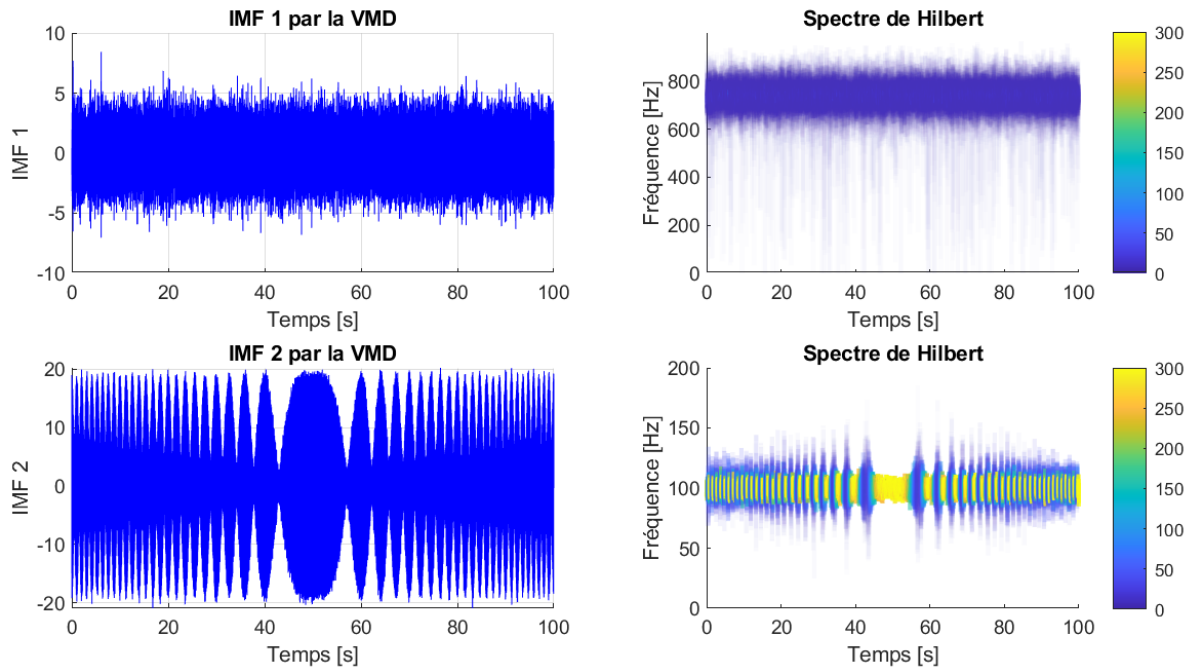 IMF 1 par la VMD
10
5
0
-5
-10
IMF 1
0 20 40 60 80 100
Temps [s]
Spectre de Hilbert
800
600
400
200
0
Fréquence [Hz]
0 20 40 60 80 100
Temps [s]
300
250
200
150
100
50
0
IMF 2 par la VMD
20
10
0
-10
-20
IMF 2
0 20 40 60 80 100
Temps [s]
Spectre de Hilbert
200
150
100
50
0
Fréquence [Hz]
0 20 40 60 80 100
Temps [s]
300
250
200
150
100
50
0